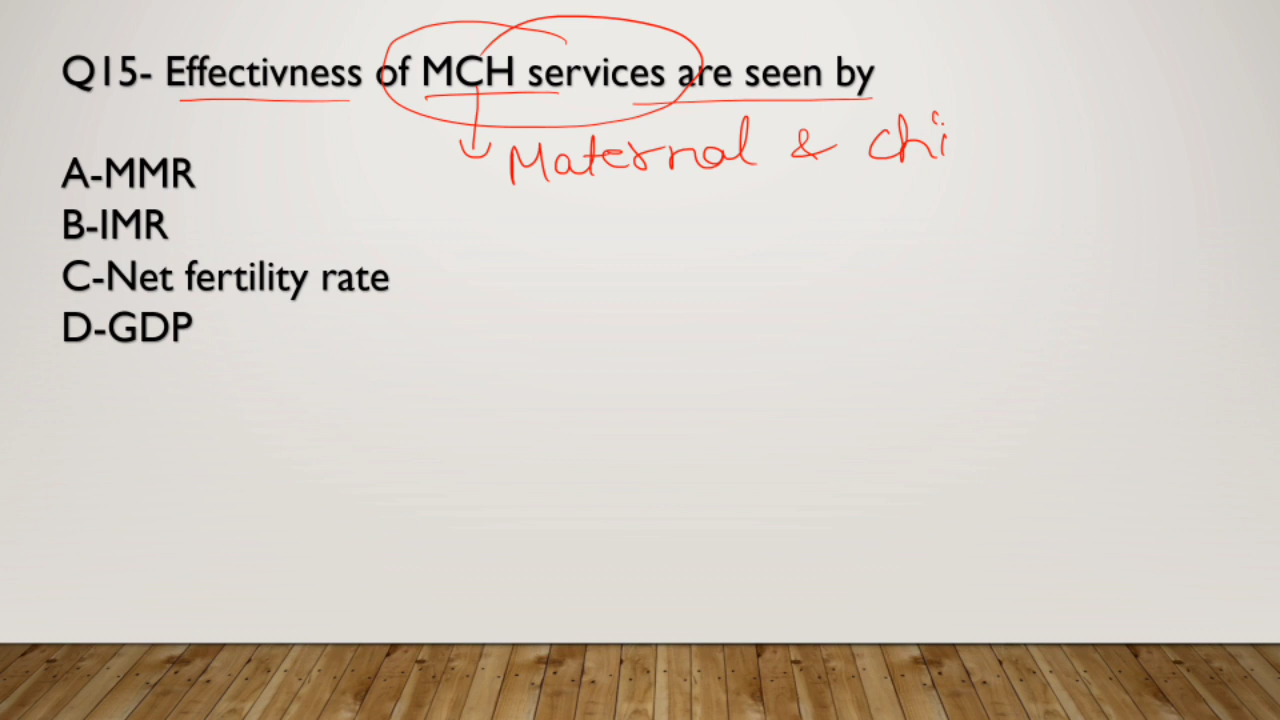 Q15- Effectivness of MCH services are seen by
Maternal & chi
A-MMR
B-IMR
C-Net fertility rate
D-GDP